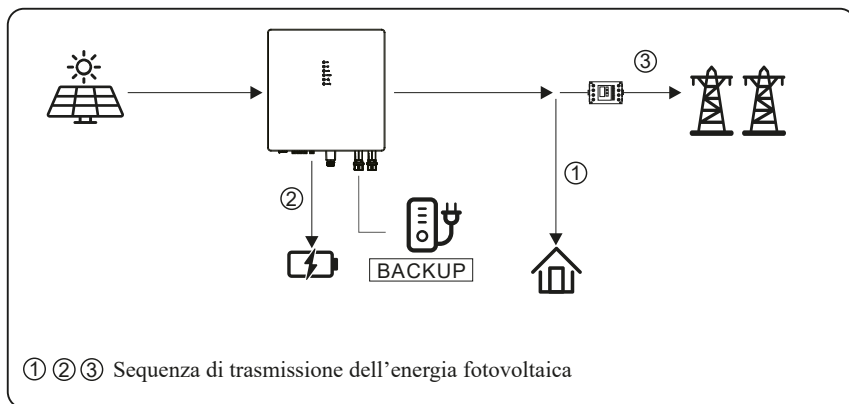 ③
①
②
BACKUP
① ② ③ Sequenza di trasmissione dell'energia fotovoltaica